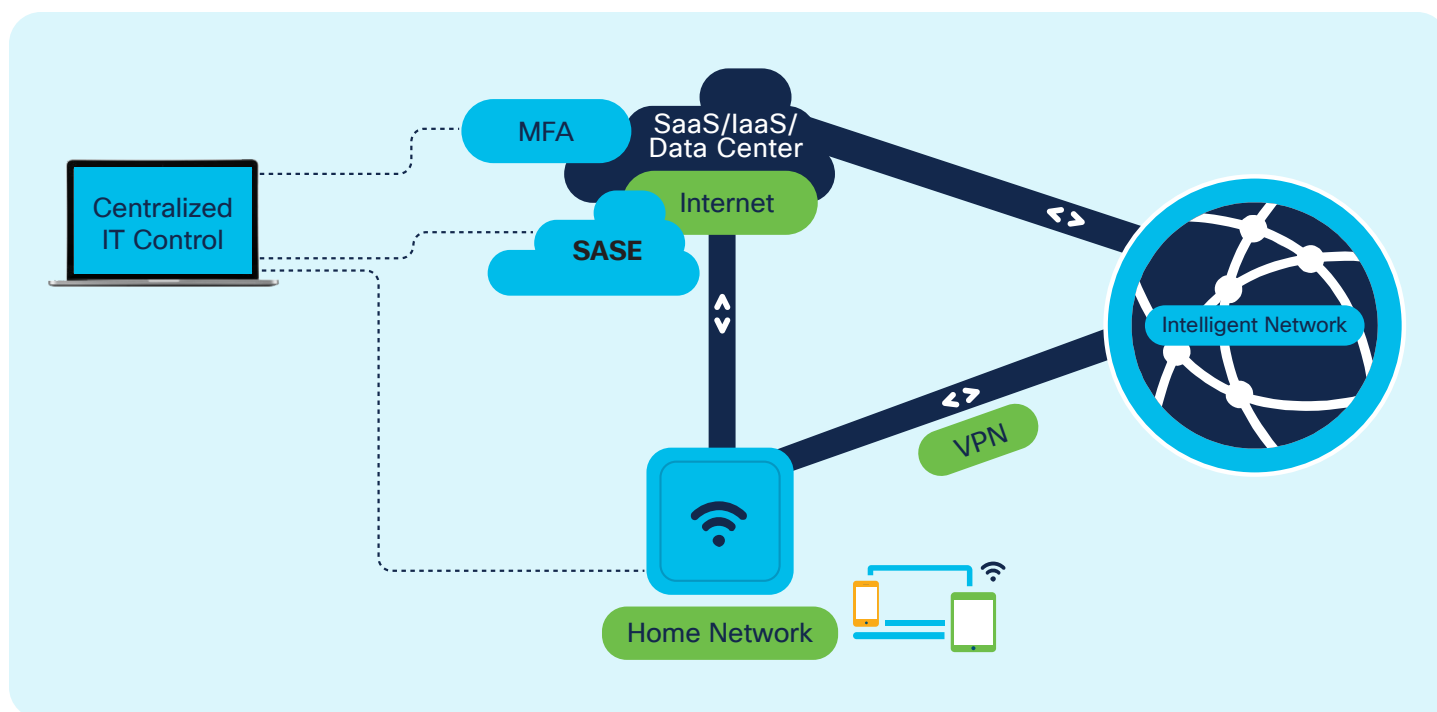 MFA
SaaS/IaaS/
Data Center
Internet
Centralized
IT Control
SASE
Intelligent Network
VPN
Home Network